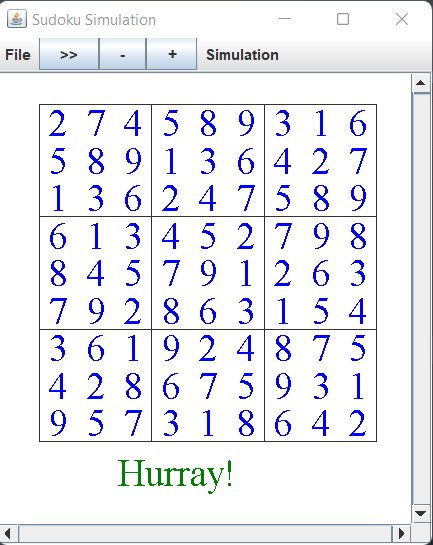 Sudoku Simulation
File >> - + Simulation
2 7 4 5 8 9 3 1 6
5 8 9 1 3 6 4 2 7
1 3 6 2 4 7 5 8 9
6 1 3 4 5 2 7 9 8
8 4 5 7 9 1 2 6 3
7 9 2 8 6 3 1 5 4
3 6 1 9 2 4 8 7 5
4 2 8 6 7 5 9 3 1
9 5 7 3 1 8 6 4 2
Hurray!